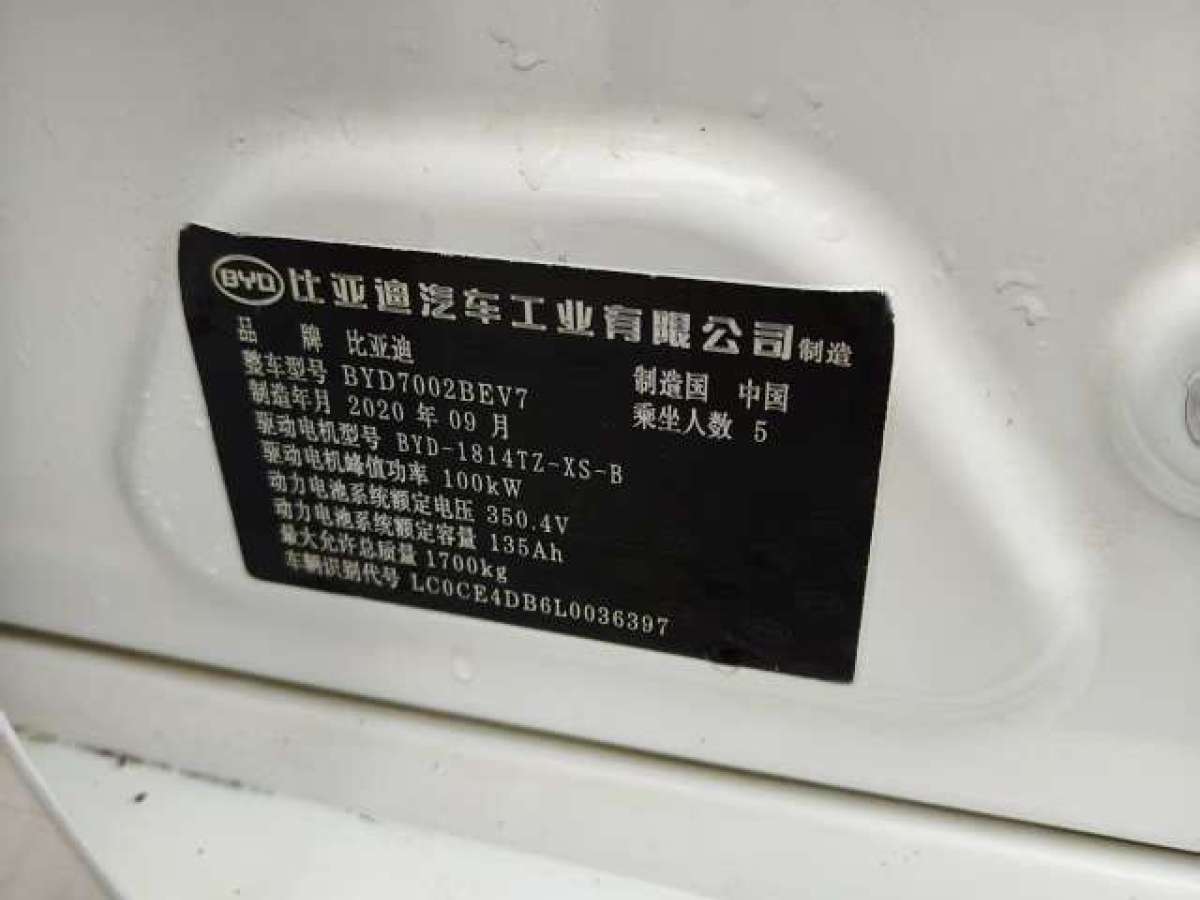 BYD 比亚迪汽车工业有限公司 制造
品 牌 比亚迪
整车型号 BYD7002BEV7 制造国 中国
制造年月 2020 年 09 月 乘坐人数 5
驱动电机型号 BYD-1814TZ-XS-B
驱动电机峰值功率 100kW
动力电池系统额定电压 350.4V
动力电池系统额定容量 135Ah
最大允许总质量 1700kg
车辆识别代号 LC0CE4DB6L0036397